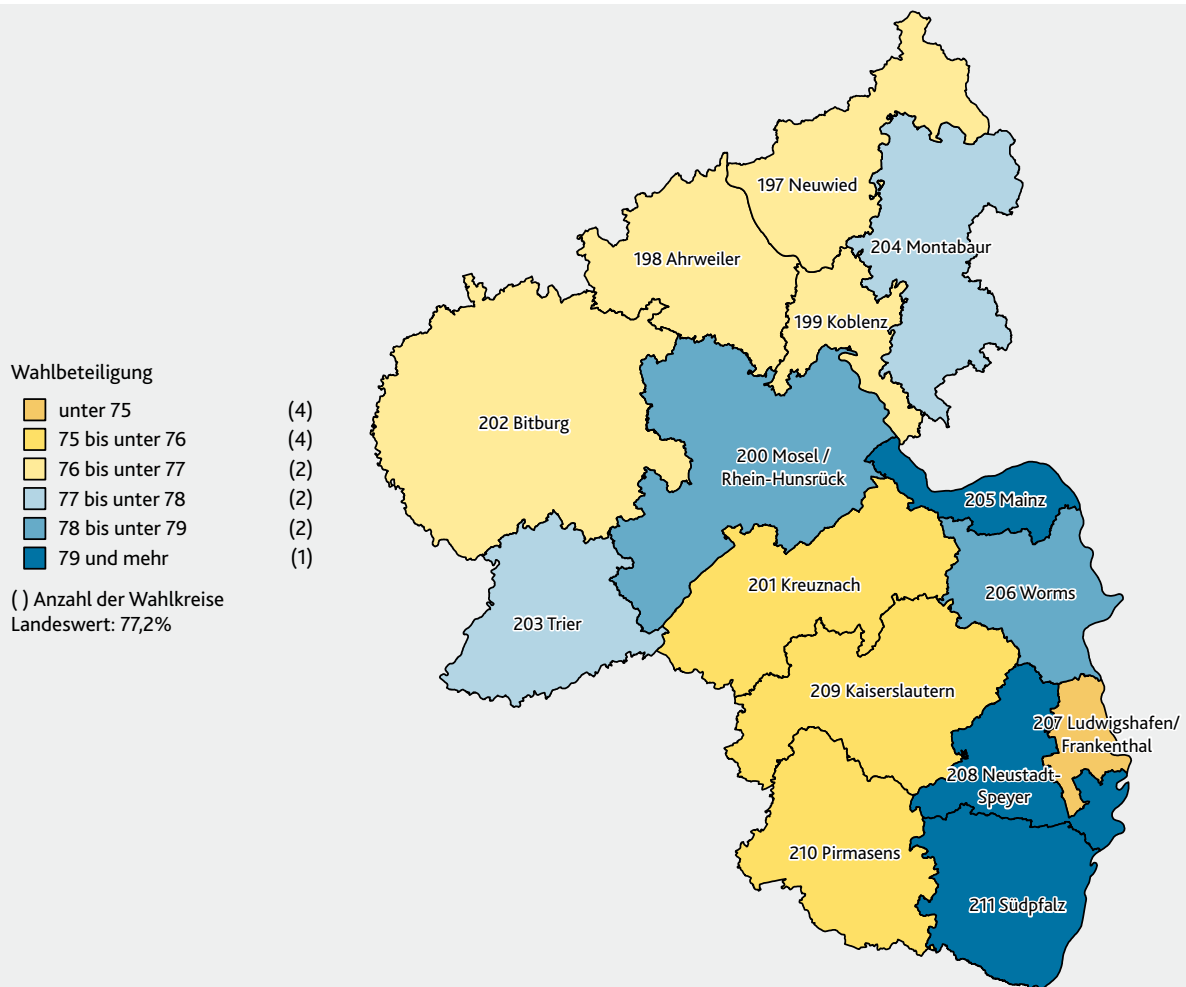 197 Neuwied
204 Montabaur
198 Ahrweiler
199 Koblenz
Wahlbeteiligung
unter 75 (4)
75 bis unter 76 (4)
76 bis unter 77 (2)
77 bis unter 78 (2)
78 bis unter 79 (2)
79 und mehr (1)
( ) Anzahl der Wahlkreise
Landeswert: 77,2%
202 Bitburg
200 Mosel /
Rhein-Hunsrück
205 Mainz
201 Kreuznach
206 Worms
203 Trier
209 Kaiserslautern
207 Ludwigshafen/
Frankenthal
208 Neustadt-
Speyer
210 Pirmasens
211 Südpfalz